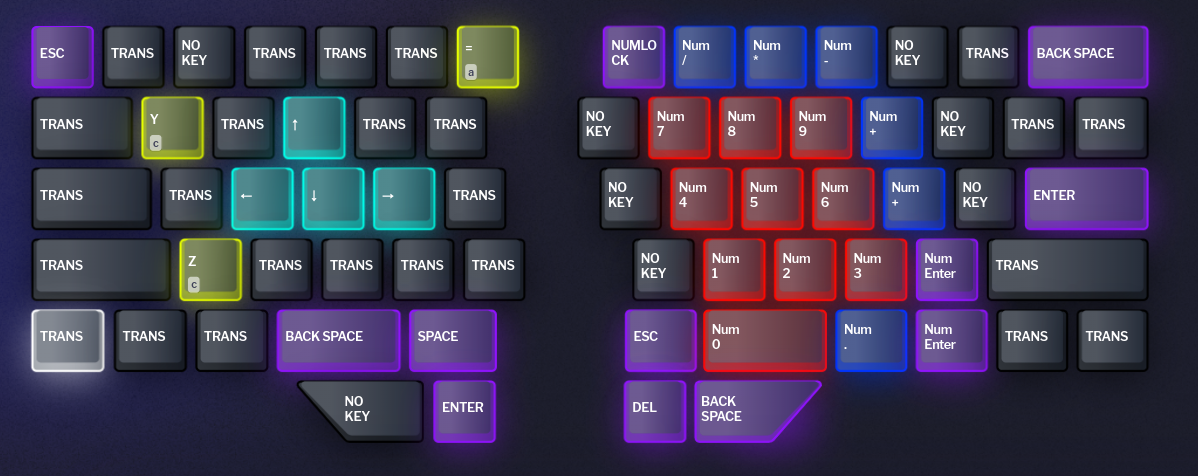 ESC
TRANS
NO
KEY
TRANS
TRANS
TRANS
=
a
NUMLO
CK
Num
/
Num
*
Num
-
NO
KEY
TRANS
BACK SPACE
TRANS
Y
c
TRANS
↑
TRANS
TRANS
NO
KEY
Num
7
Num
8
Num
9
Num
+
NO
KEY
TRANS
TRANS
TRANS
TRANS
←
↓
→
TRANS
NO
KEY
Num
4
Num
5
Num
6
Num
+
NO
KEY
ENTER
TRANS
Z
c
TRANS
TRANS
TRANS
TRANS
NO
KEY
Num
1
Num
2
Num
3
Num
Enter
TRANS
TRANS
TRANS
TRANS
BACK SPACE
SPACE
ESC
Num
0
Num
.
Num
Enter
TRANS
TRANS
NO
KEY
ENTER
DEL
BACK
SPACE